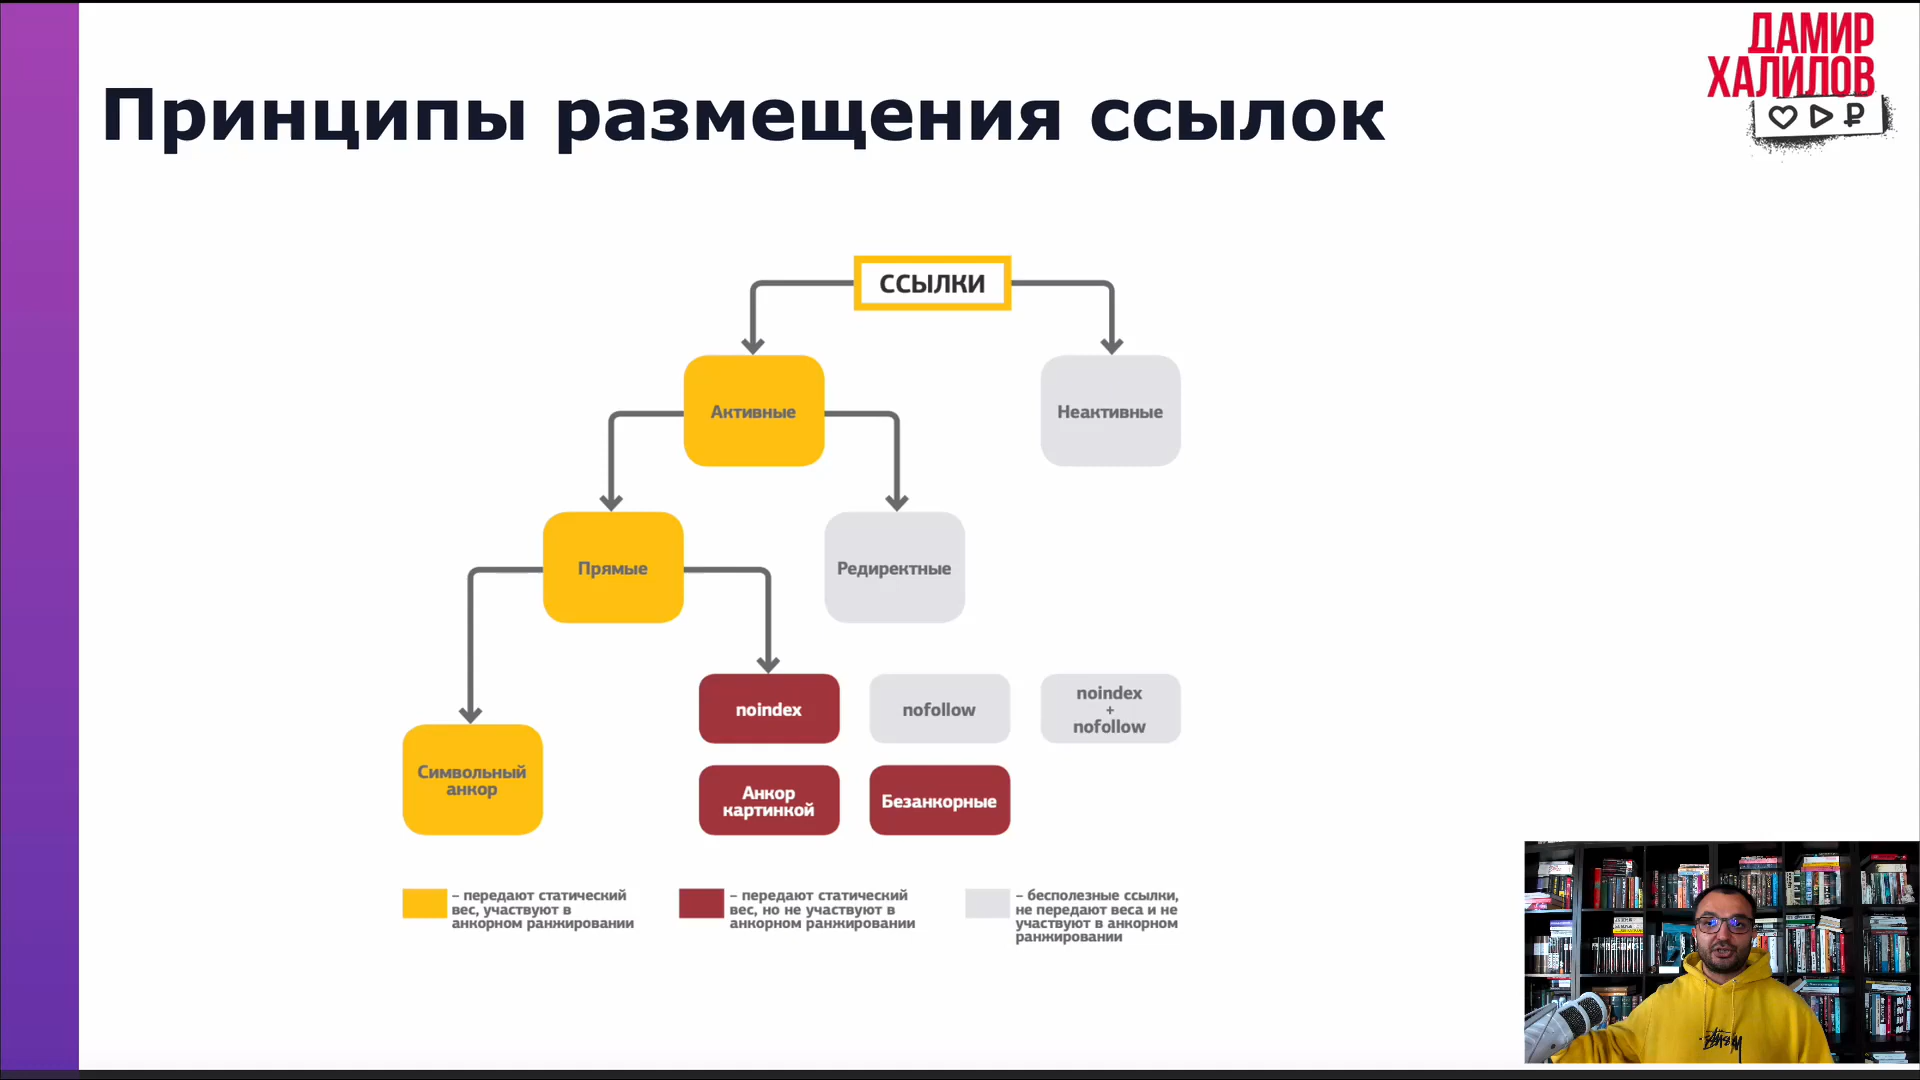 ДАМИР
ХАЛИЛОВ
Принципы размещения ссылок
ССЫЛКИ
Активные
Неактивные
Прямые
Редиректные
noindex
nofollow
noindex
+
nofollow
Символьный
анкор
Анкор
картинкой
Безанкорные
– передают статический
вес, участвуют в
анкорном ранжировании
– передают статический
вес, но не участвуют в
анкорном ранжировании
– бесполезные ссылки,
не передают веса и не
участвуют в анкорном
ранжировании